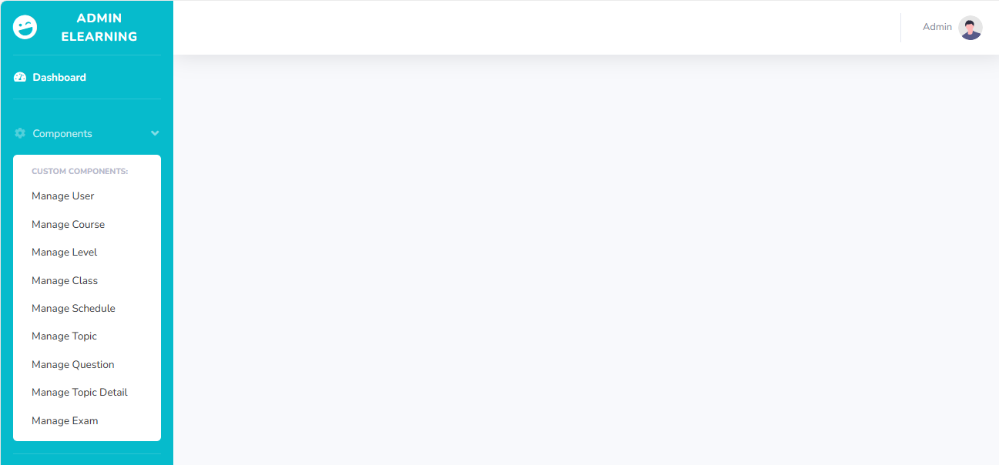 ADMIN
ELEARNING
Admin
Dashboard
Components
CUSTOM COMPONENTS:
Manage User
Manage Course
Manage Level
Manage Class
Manage Schedule
Manage Topic
Manage Question
Manage Topic Detail
Manage Exam